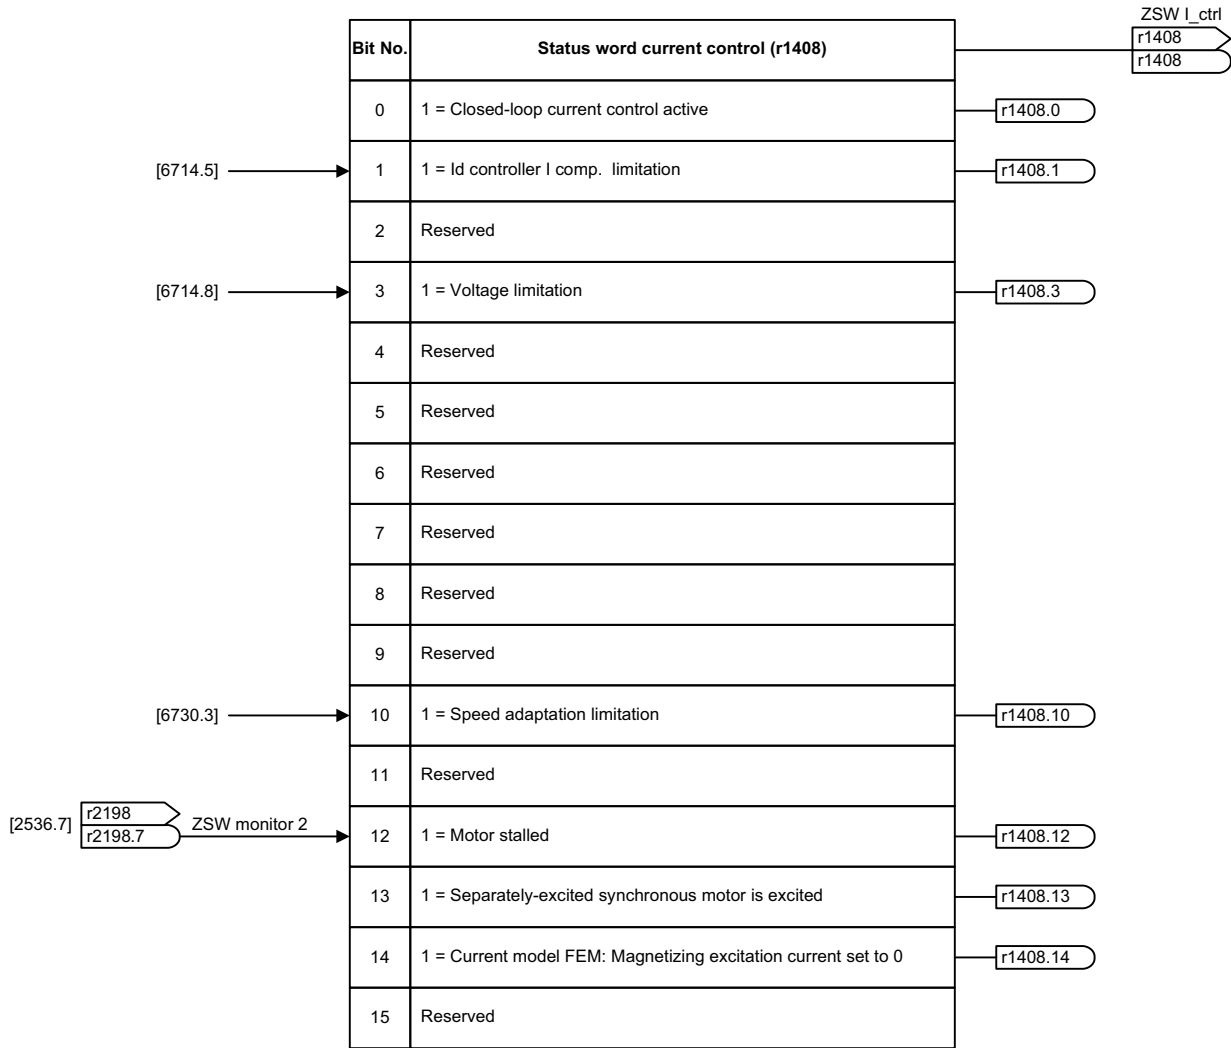 ZSW I_ctrl
Bit No. Status word current control (r1408) r1408
r1408
0 1 = Closed-loop current control active r1408.0
[6714.5] 1 1 = Id controller I comp. limitation r1408.1
2 Reserved
[6714.8] 3 1 = Voltage limitation r1408.3
4 Reserved
5 Reserved
6 Reserved
7 Reserved
8 Reserved
9 Reserved
[6730.3] 10 1 = Speed adaptation limitation r1408.10
11 Reserved
r2198
[2536.7] r2198.7 ZSW monitor 2 12 1 = Motor stalled r1408.12
13 1 = Separately-excited synchronous motor is excited r1408.13
14 1 = Current model FEM: Magnetizing excitation current set to 0 r1408.14
15 Reserved